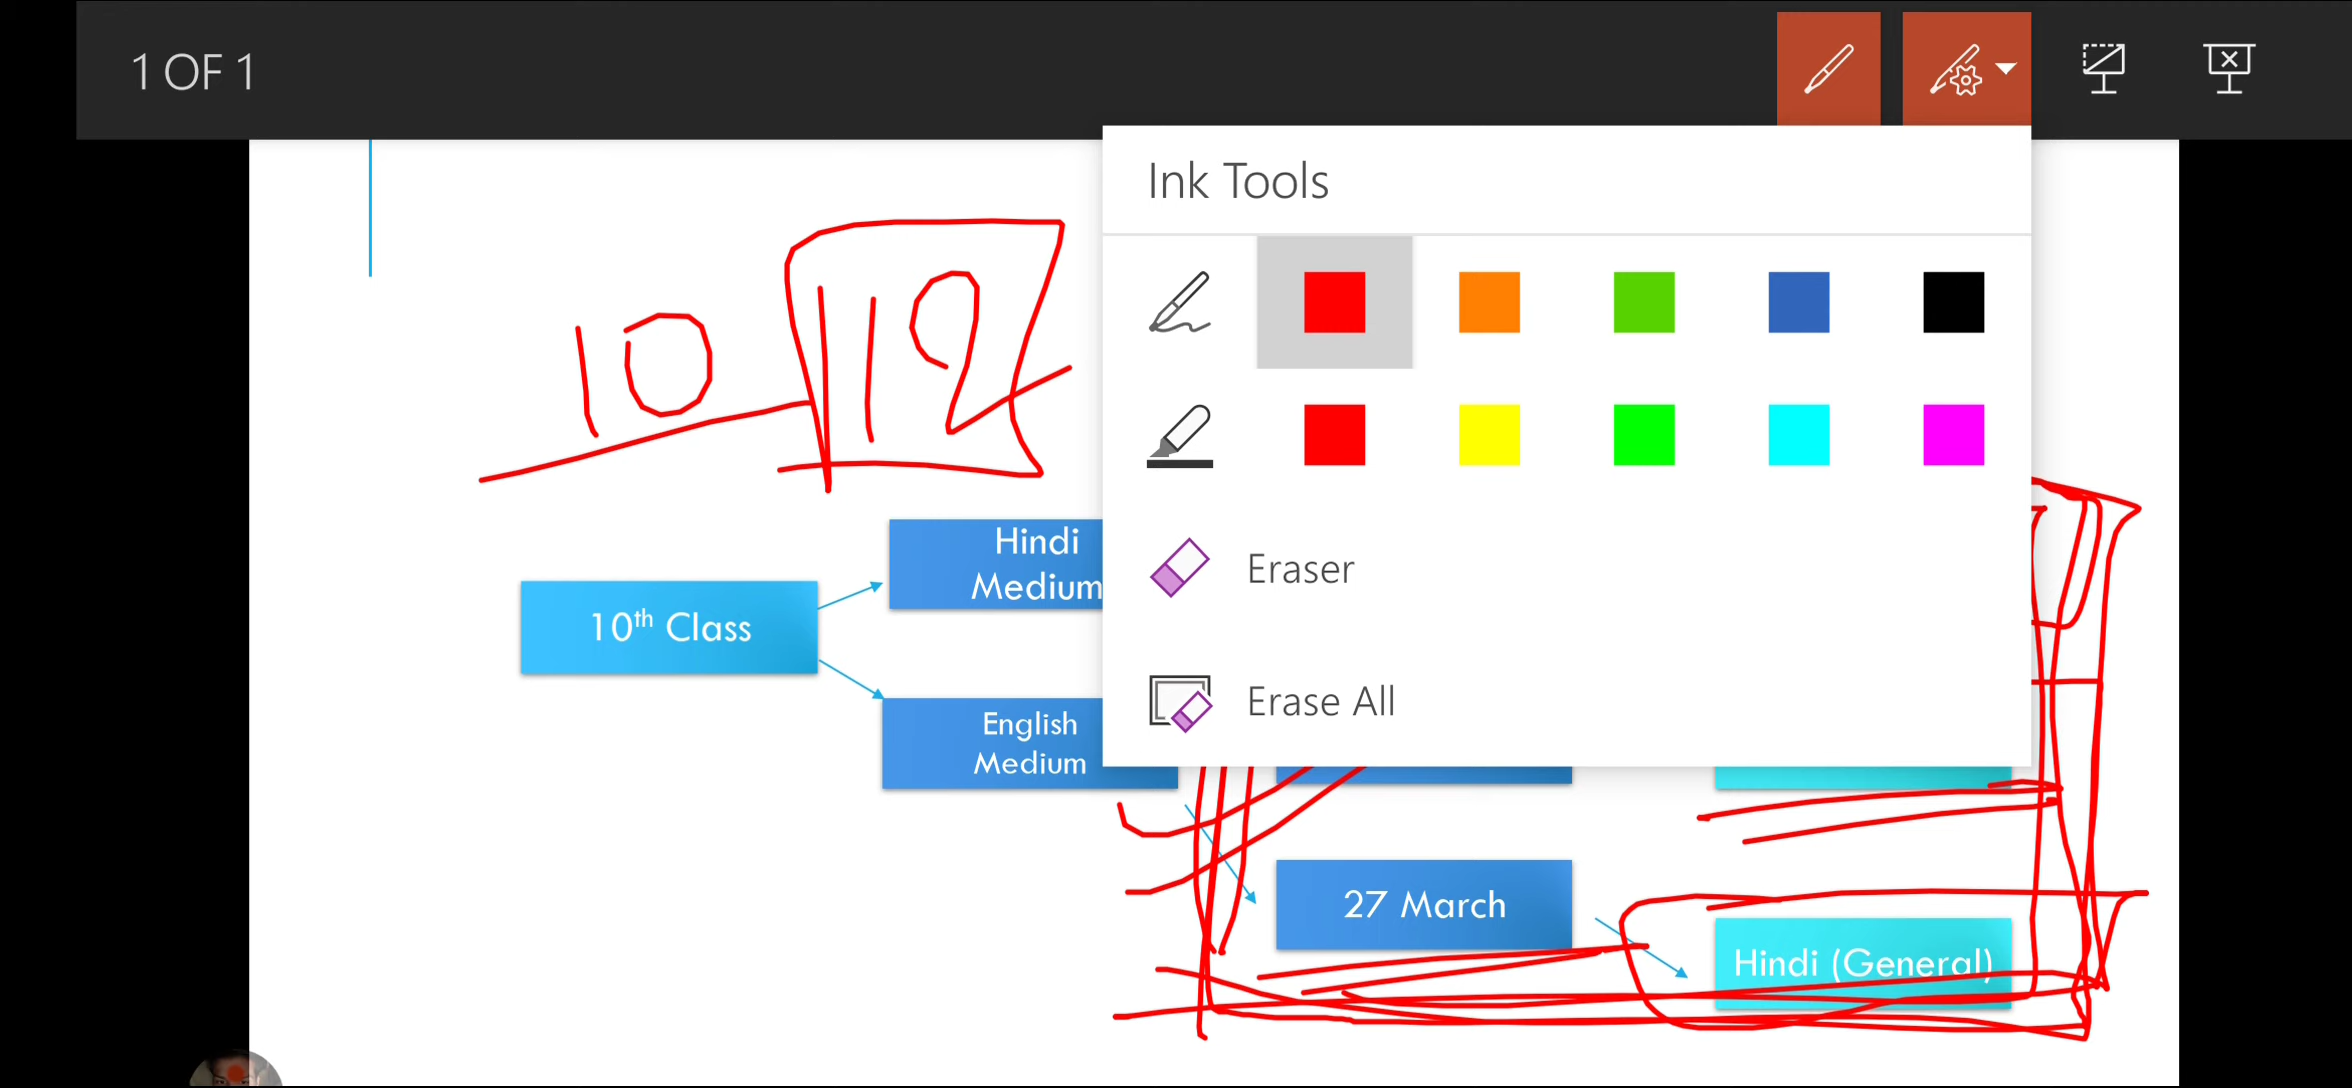 1 OF 1
Ink Tools
10
Hindi
Medium
10th Class
Eraser
English
Medium
Erase All
27 March
Hindi (General)